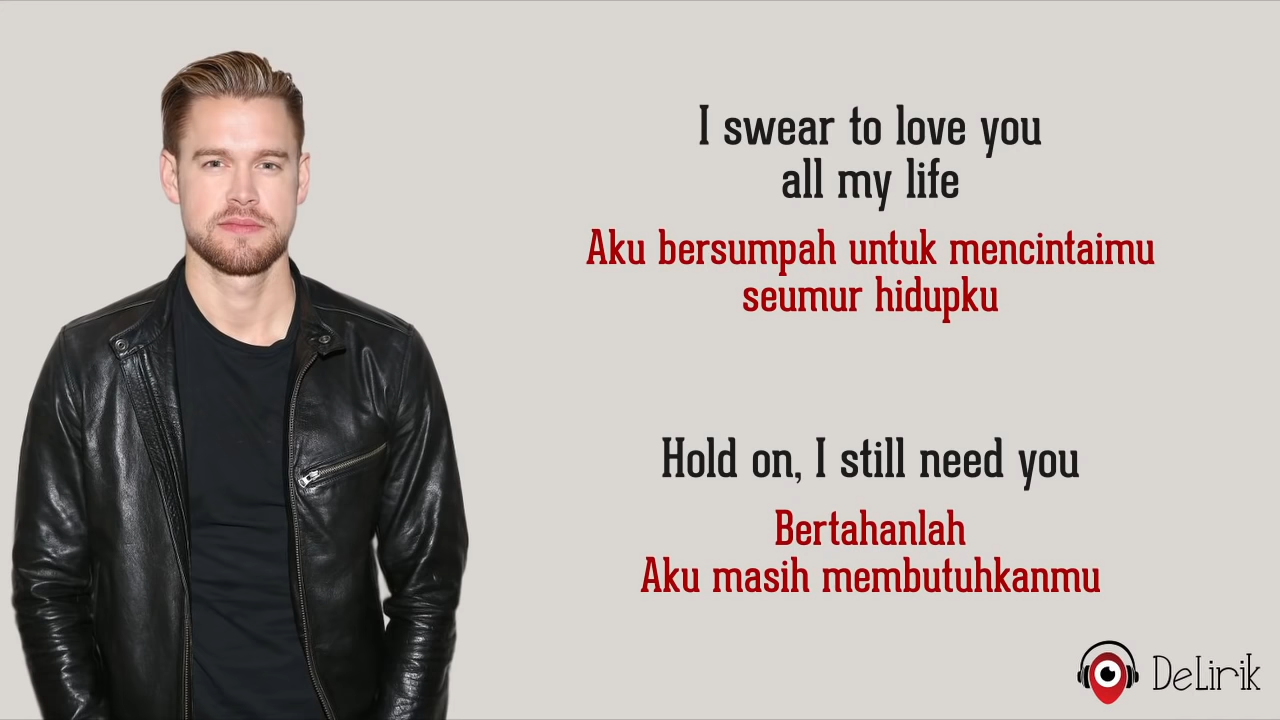 I swear to love you
all my life
Aku bersumpah untuk mencintaimu
seumur hidupku
Hold on, I still need you
Bertahanlah
Aku masih membutuhkanmu
DeLirik